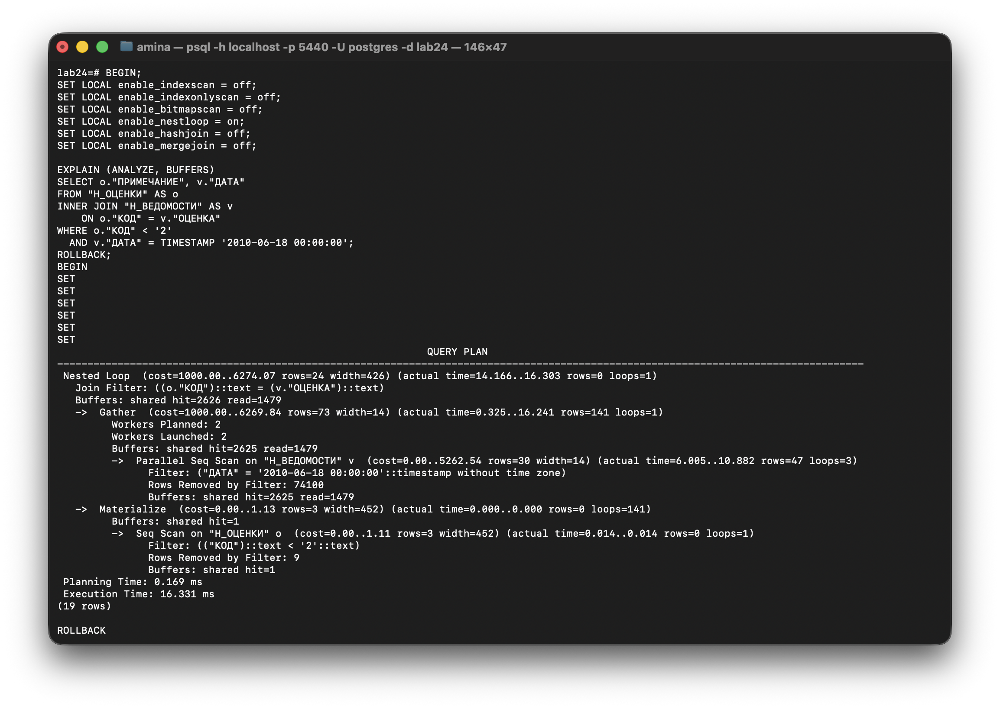 amina — psql -h localhost -p 5440 -U postgres -d lab24 — 146×47
lab24=# BEGIN;
SET LOCAL enable_indexscan = off;
SET LOCAL enable_indexonlyscan = off;
SET LOCAL enable_bitmapscan = off;
SET LOCAL enable_nestloop = on;
SET LOCAL enable_hashjoin = off;
SET LOCAL enable_mergejoin = off;

EXPLAIN (ANALYZE, BUFFERS)
SELECT o."ПРИМЕЧАНИЕ", v."ДАТА"
FROM "Н_ОЦЕНКИ" AS o
INNER JOIN "Н_ВЕДОМОСТИ" AS v
    ON o."КОД" = v."ОЦЕНКА"
WHERE o."КОД" < '2'
  AND v."ДАТА" = TIMESTAMP '2010-06-18 00:00:00';
ROLLBACK;
BEGIN
SET
SET
SET
SET
SET
SET
QUERY PLAN
--------------------------------------------------------------------------------------------------------------------------
 Nested Loop  (cost=1000.00..6274.07 rows=24 width=426) (actual time=14.166..16.303 rows=0 loops=1)
   Join Filter: ((o."КОД")::text = (v."ОЦЕНКА")::text)
   Buffers: shared hit=2626 read=1479
   ->  Gather  (cost=1000.00..6269.84 rows=73 width=14) (actual time=0.325..16.241 rows=141 loops=1)
         Workers Planned: 2
         Workers Launched: 2
         Buffers: shared hit=2625 read=1479
         ->  Parallel Seq Scan on "Н_ВЕДОМОСТИ" v  (cost=0.00..5262.54 rows=30 width=14) (actual time=6.005..10.882 rows=47 loops=3)
               Filter: ("ДАТА" = '2010-06-18 00:00:00'::timestamp without time zone)
               Rows Removed by Filter: 74100
               Buffers: shared hit=2625 read=1479
   ->  Materialize  (cost=0.00..1.13 rows=3 width=452) (actual time=0.000..0.000 rows=0 loops=141)
         Buffers: shared hit=1
         ->  Seq Scan on "Н_ОЦЕНКИ" o  (cost=0.00..1.11 rows=3 width=452) (actual time=0.014..0.014 rows=0 loops=1)
               Filter: (("КОД")::text < '2'::text)
               Rows Removed by Filter: 9
               Buffers: shared hit=1
 Planning Time: 0.169 ms
 Execution Time: 16.331 ms
(19 rows)

ROLLBACK